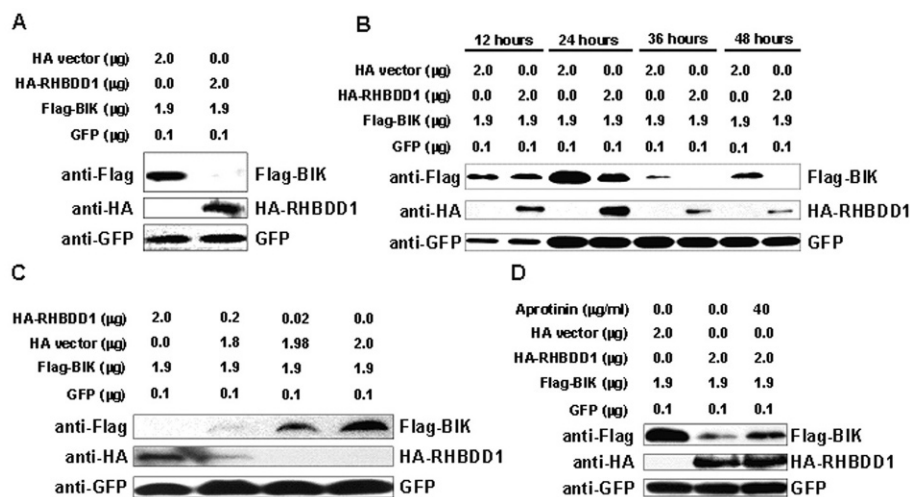 A
HA vector (µg) 2.0 0.0
HA-RHBDD1 (µg) 0.0 2.0
Flag-BIK (µg) 1.9 1.9
GFP (µg) 0.1 0.1
anti-Flag Flag-BIK
anti-HA HA-RHBDD1
anti-GFP GFP
B
12 hours 24 hours 36 hours 48 hours
HA vector (µg) 2.0 0.0 2.0 0.0 2.0 0.0 2.0 0.0
HA-RHBDD1 (µg) 0.0 2.0 0.0 2.0 0.0 2.0 0.0 2.0
Flag-BIK (µg) 1.9 1.9 1.9 1.9 1.9 1.9 1.9 1.9
GFP (µg) 0.1 0.1 0.1 0.1 0.1 0.1 0.1 0.1
anti-Flag Flag-BIK
anti-HA HA-RHBDD1
anti-GFP GFP
C
HA-RHBDD1 (µg) 2.0 0.2 0.02 0.0
HA vector (µg) 0.0 1.8 1.98 2.0
Flag-BIK (µg) 1.9 1.9 1.9 1.9
GFP (µg) 0.1 0.1 0.1 0.1
anti-Flag Flag-BIK
anti-HA HA-RHBDD1
anti-GFP GFP
D
Aprotinin (µg/ml) 0.0 0.0 40
HA vector (µg) 2.0 0.0 0.0
HA-RHBDD1 (µg) 0.0 2.0 2.0
Flag-BIK (µg) 1.9 1.9 1.9
GFP (µg) 0.1 0.1 0.1
anti-Flag Flag-BIK
anti-HA HA-RHBDD1
anti-GFP GFP